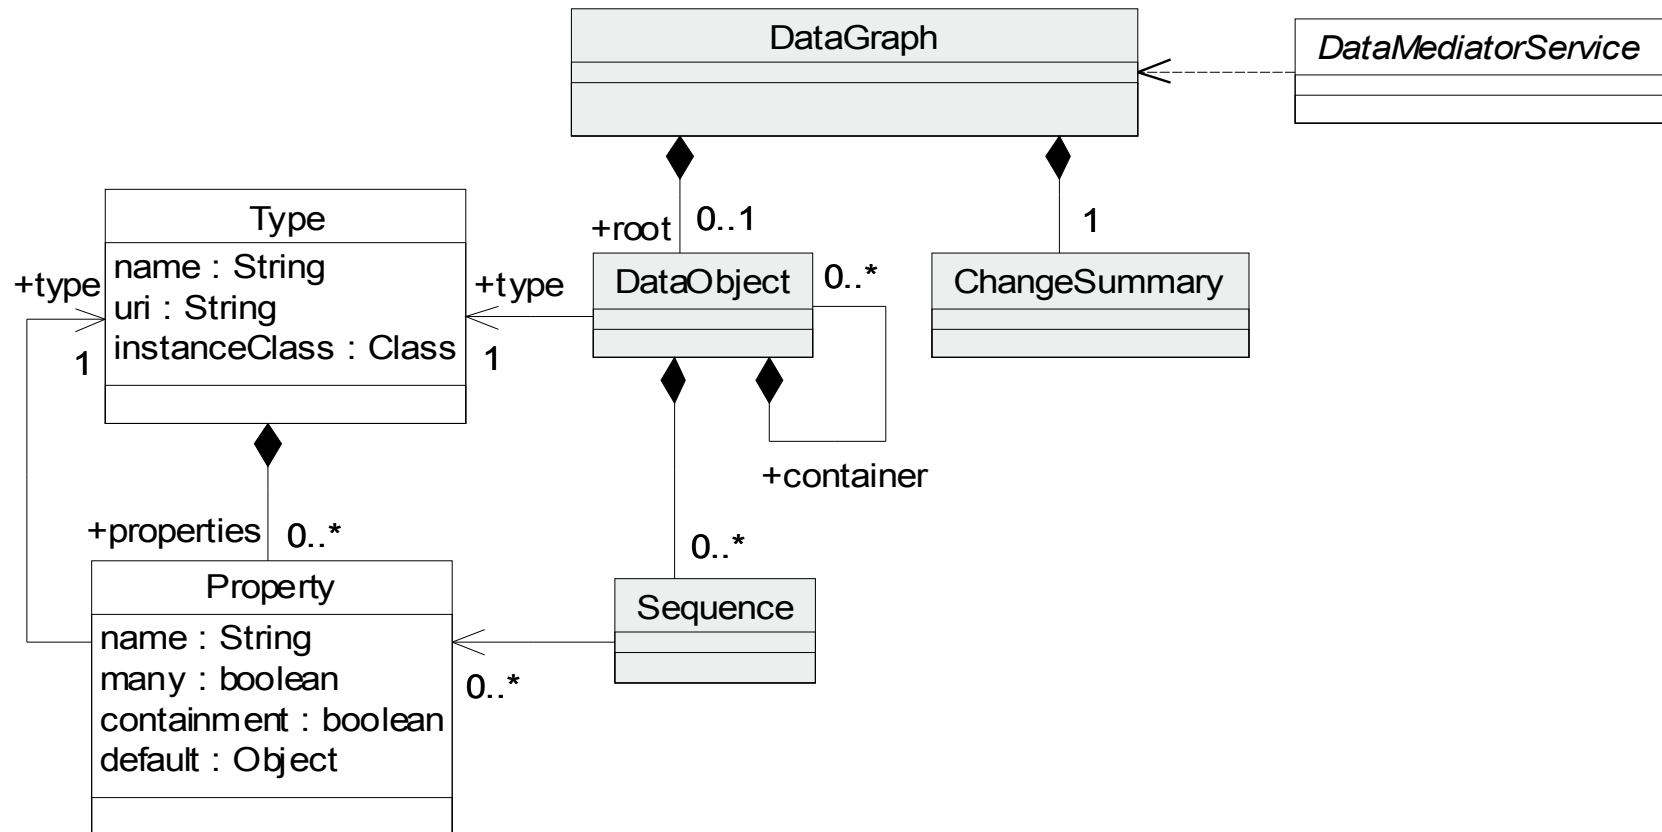 DataGraph
DataMediatorService
+root
0..1
1
Type
name : String
uri : String
instanceClass : Class
+type
1
+type
1
DataObject
0..*
+container
ChangeSummary
+properties
0..*
0..*
Property
name : String
many : boolean
containment : boolean
default : Object
Sequence
0..*